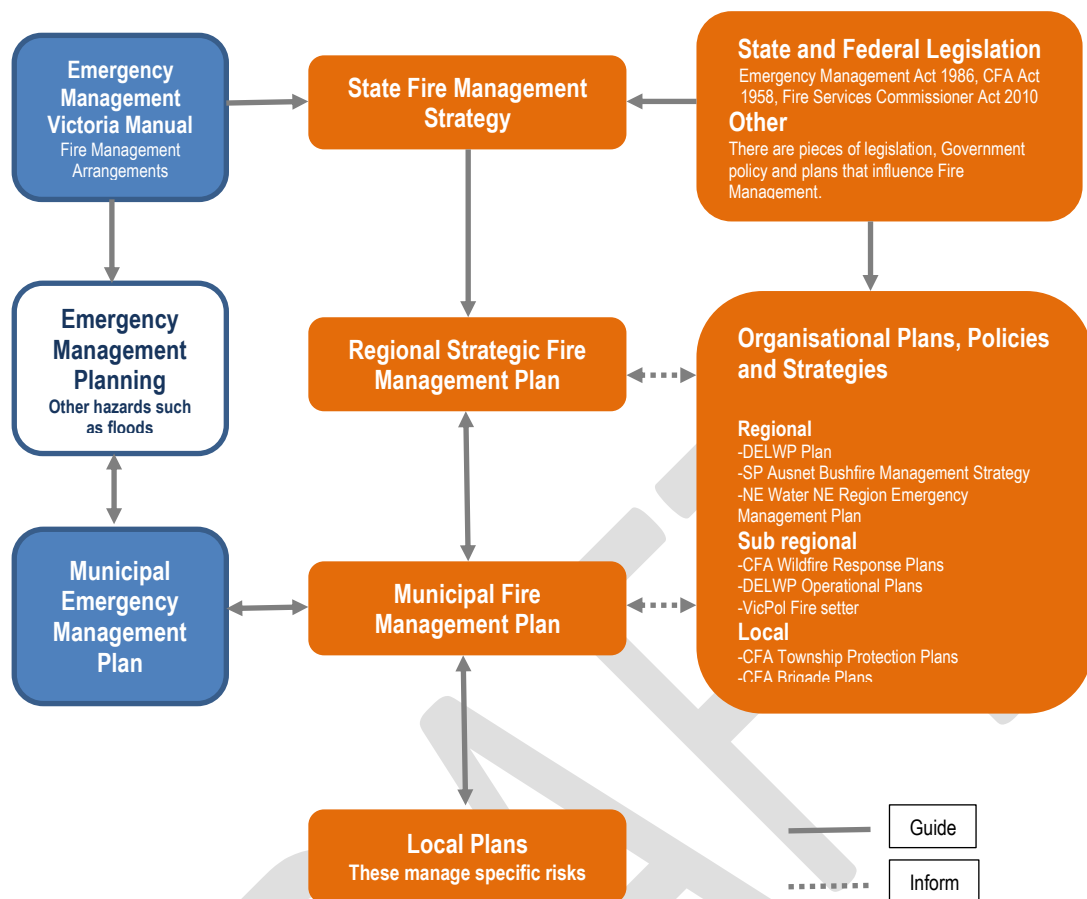 Emergency
Management
Victoria Manual
Fire Management
Arrangements
State Fire Management
Strategy
State and Federal Legislation
Emergency Management Act 1986, CFA Act
1958, Fire Services Commissioner Act 2010
Other
There are pieces of legislation, Government
policy and plans that influence Fire
Management.
Emergency
Management
Planning
Other hazards such
as floods
Regional Strategic Fire
Management Plan
Organisational Plans, Policies
and Strategies
Regional
-DELWP Plan
-SP Ausnet Bushfire Management Strategy
-NE Water NE Region Emergency
Management Plan
Sub regional
-CFA Wildfire Response Plans
-DELWP Operational Plans
-VicPol Fire setter
Local
-CFA Township Protection Plans
-CFA Brigade Plans
Municipal
Emergency
Management
Plan
Municipal Fire
Management Plan
Local Plans
These manage specific risks
Guide
Inform